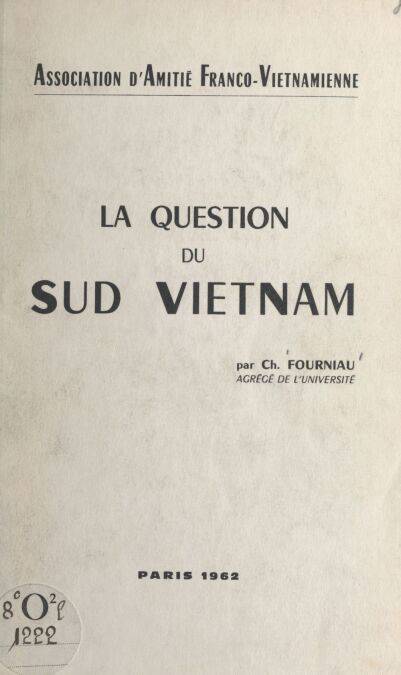 ASSOCIATION D'AMITIÉ FRANCO-VIETNAMIENNE
LA QUESTION
DU
SUD VIETNAM
par Ch. FOURNIAU
AGRÉGÉ DE L'UNIVERSITÉ
PARIS 1962
8° O² l
1222